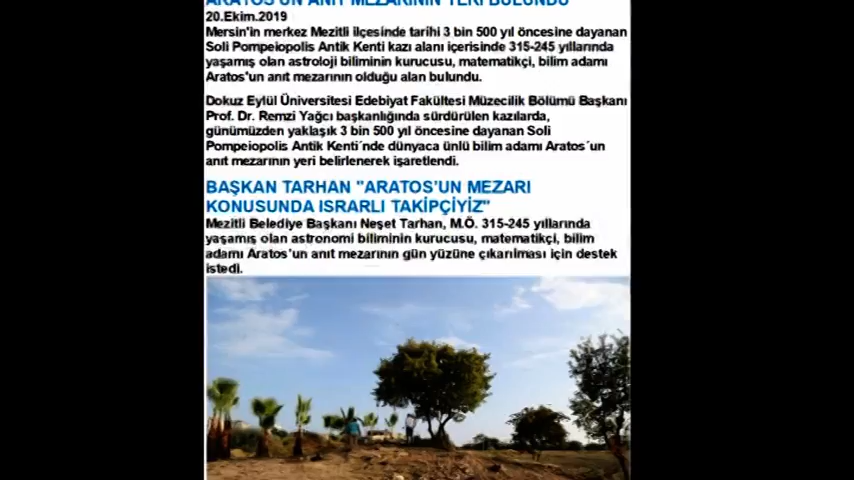 ARATOS'UN ANIT MEZARININ YERİ BULUNDU
20.Ekim.2019
Mersin'in merkez Mezitli ilçesinde tarihi 3 bin 500 yıl öncesine dayanan
Soli Pompeiopolis Antik Kenti kazı alanı içerisinde 315-245 yıllarında
yaşamış olan astroloji biliminin kurucusu, matematikçi, bilim adamı
Aratos'un anıt mezarının olduğu alan bulundu.
Dokuz Eylül Üniversitesi Edebiyat Fakültesi Müzecilik Bölümü Başkanı
Prof. Dr. Remzi Yağcı başkanlığında sürdürülen kazılarda,
günümüzden yaklaşık 3 bin 500 yıl öncesine dayanan Soli
Pompeiopolis Antik Kenti´nde dünyaca ünlü bilim adamı Aratos´un
anıt mezarının yeri belirlenerek işaretlendi.
BAŞKAN TARHAN "ARATOS'UN MEZARI
KONUSUNDA ISRARLI TAKİPÇİYİZ"
Mezitli Belediye Başkanı Neşet Tarhan, M.Ö. 315-245 yıllarında
yaşamış olan astronomi biliminin kurucusu, matematikçi, bilim
adamı Aratos'un anıt mezarının gün yüzüne çıkarılması için destek
istedi.